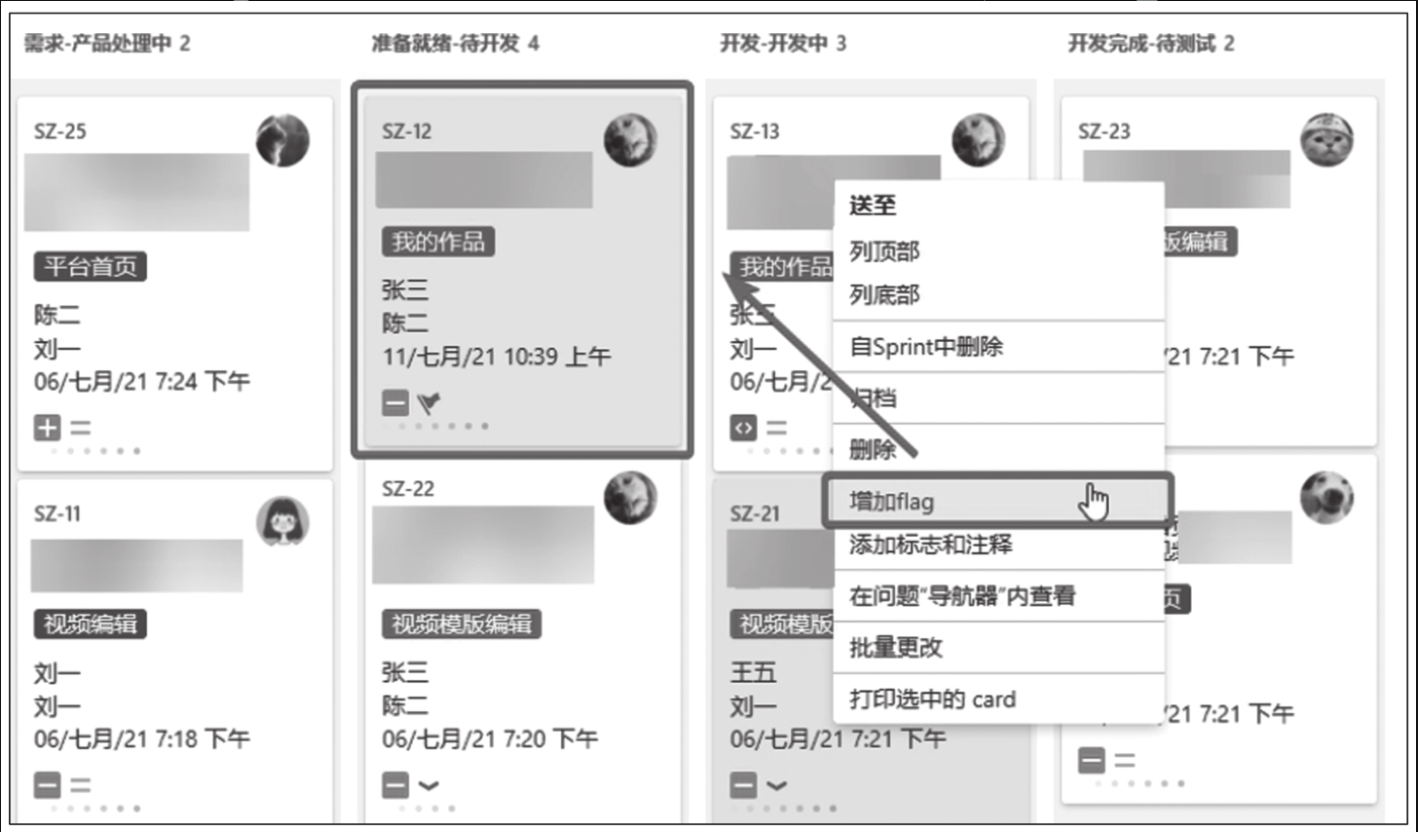 需求-产品处理中 2
准备就绪-待开发 4
开发-开发中 3
开发完成-待测试 2
SZ-25
平台首页
陈二
刘一
06/七月/21 7:24 下午
SZ-11
视频编辑
刘一
刘一
06/七月/21 7:18 下午
SZ-12
我的作品
张三
陈二
11/七月/21 10:39 上午
SZ-22
视频模版编辑
张三
陈二
06/七月/21 7:20 下午
SZ-13
我的作品
张三
刘一
06/七月/2
SZ-21
视频模版
王五
刘一
06/七月/21 7:21 下午
送至
列顶部
列底部
自Sprint中删除
归档
删除
增加flag
添加标志和注释
在问题“导航器”内查看
批量更改
打印选中的 card
SZ-23
版编辑
/21 7:21 下午
页
/21 7:21 下午